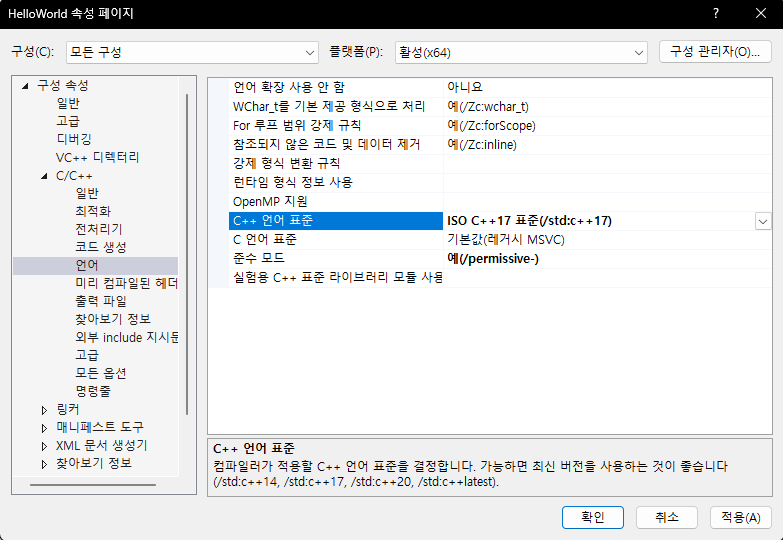 HelloWorld 속성 페이지
?
구성(C): 모든 구성 플랫폼(P): 활성(x64) 구성 관리자(O)...
구성 속성
일반
고급
디버깅
VC++ 디렉터리
C/C++
일반
최적화
전처리기
코드 생성
언어
미리 컴파일된 헤더
출력 파일
찾아보기 정보
외부 include 지시문
고급
모든 옵션
명령줄
링커
매니페스트 도구
XML 문서 생성기
찾아보기 정보
언어 확장 사용 안 함 아니요
WChar_t를 기본 제공 형식으로 처리 예(/Zc:wchar_t)
For 루프 범위 강제 규칙 예(/Zc:forScope)
참조되지 않은 코드 및 데이터 제거 예(/Zc:inline)
강제 형식 변환 규칙
런타임 형식 정보 사용
OpenMP 지원
C++ 언어 표준 ISO C++17 표준(/std:c++17)
C 언어 표준 기본값(레거시 MSVC)
준수 모드 예(/permissive-)
실험용 C++ 표준 라이브러리 모듈 사용
C++ 언어 표준
컴파일러가 적용할 C++ 언어 표준을 결정합니다. 가능하면 최신 버전을 사용하는 것이 좋습니다
(/std:c++14, /std:c++17, /std:c++20, /std:c++latest).
확인 취소 적용(A)